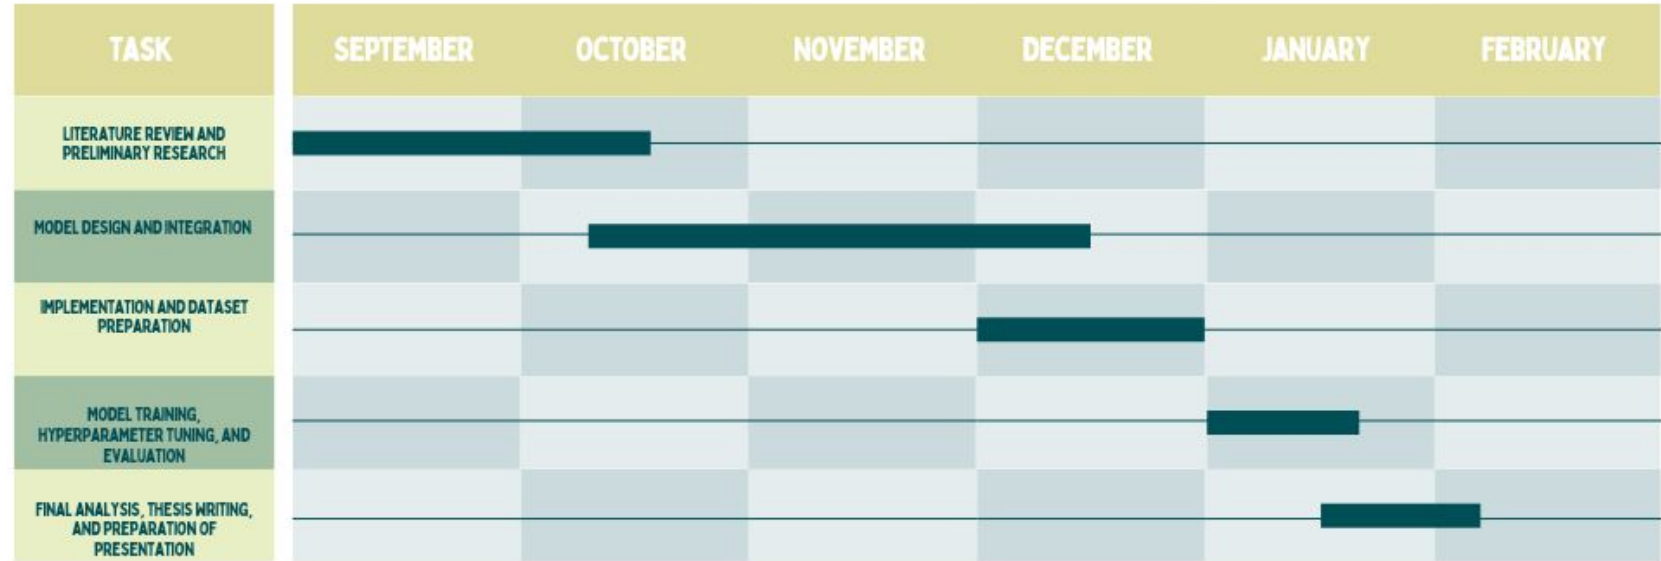 TASK SEPTEMBER OCTOBER NOVEMBER DECEMBER JANUARY FEBRUARY
LITERATURE REVIEW AND
PRELIMINARY RESEARCH
MODEL DESIGN AND INTEGRATION
IMPLEMENTATION AND DATASET
PREPARATION
MODEL TRAINING,
HYPERPARAMETER TUNING, AND
EVALUATION
FINAL ANALYSIS, THESIS WRITING,
AND PREPARATION OF
PRESENTATION